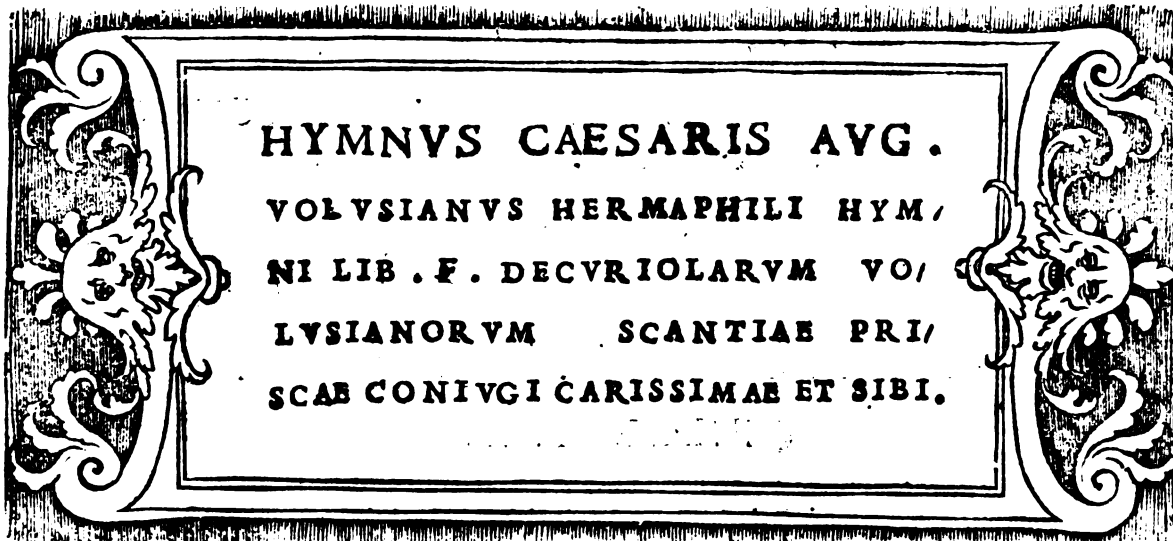 HYMNVS CAESARIS AVG.
VOLVSIANVS HERMAPHILI HYM/
NI LIB . F . DECVRIOLARVM VO/
LVSIANORVM SCANTIAE PRI/
SCAE CONIVGI CARISSIMAE ET SIBI.